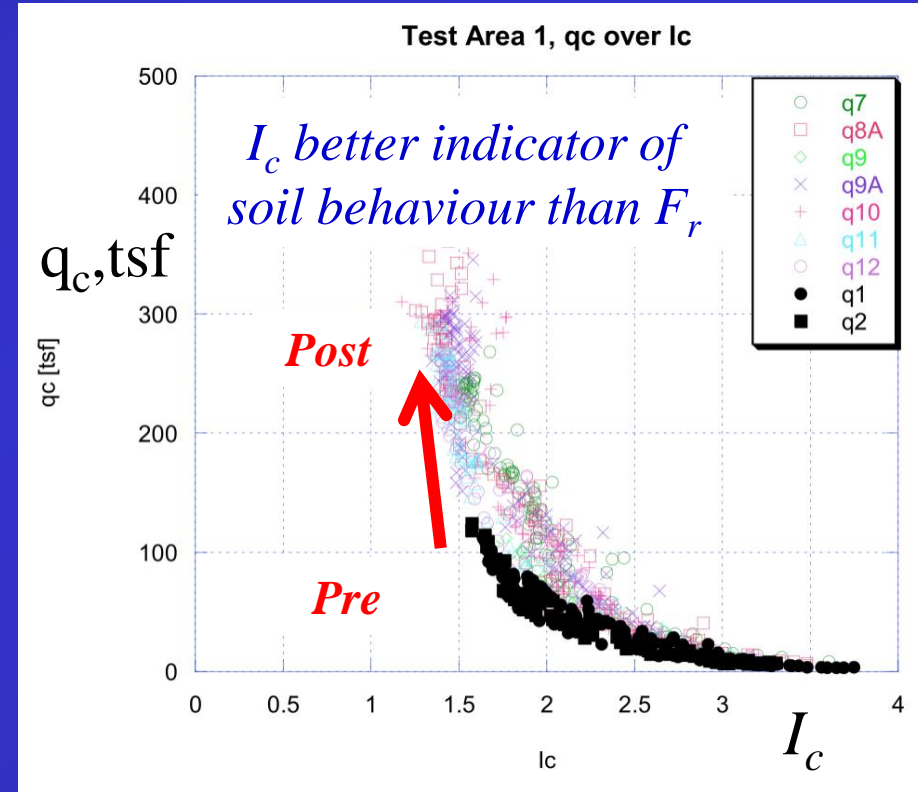 Test Area 1, qc over Ic
I_c better indicator of
soil behaviour than F_r
q_c,tsf
qc [tsf]
500
400
300
200
100
0
Post
Pre
q7
q8A
q9
q9A
q10
q11
q12
q1
q2
0 0.5 1 1.5 2 2.5 3 3.5 4
Ic
I_c